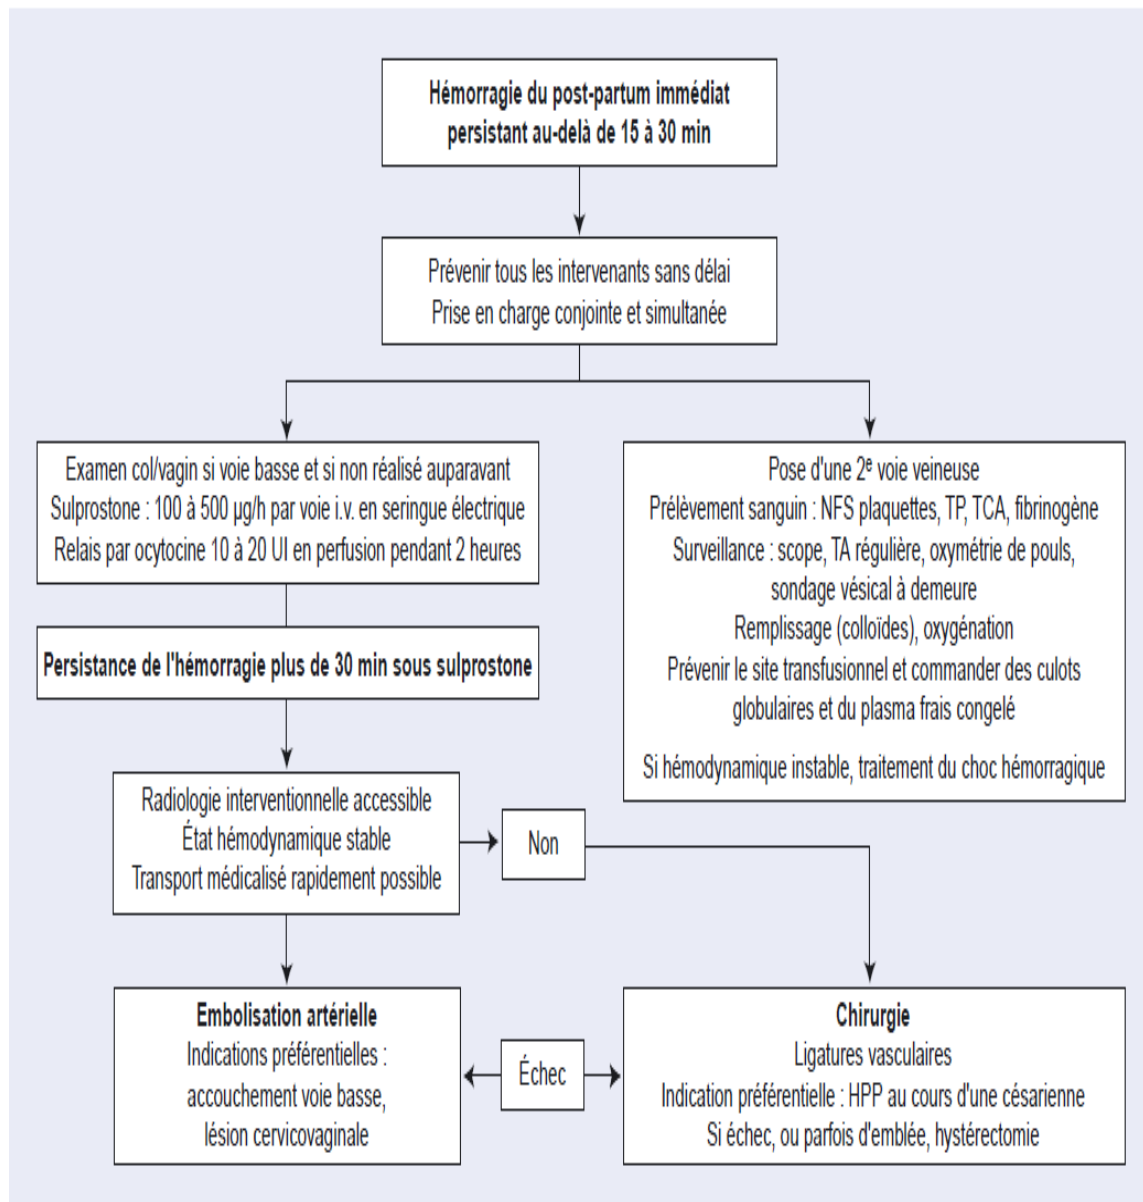 Hémorragie du post-partum immédiat
persistant au-delà de 15 à 30 min
Prévenir tous les intervenants sans délai
Prise en charge conjointe et simultanée
Examen col/vagin si voie basse et si non réalisé auparavant
Sulprostone : 100 à 500 µg/h par voie i.v. en seringue électrique
Relais par ocytocine 10 à 20 UI en perfusion pendant 2 heures
Pose d'une 2e voie veineuse
Prélèvement sanguin : NFS plaquettes, TP, TCA, fibrinogène
Surveillance : scope, TA régulière, oxymétrie de pouls,
sondage vésical à demeure
Remplissage (colloïdes), oxygénation
Prévenir le site transfusionnel et commander des culots
globulaires et du plasma frais congelé
Si hémodynamique instable, traitement du choc hémorragique
Persistance de l'hémorragie plus de 30 min sous sulprostone
Radiologie interventionnelle accessible
État hémodynamique stable
Transport médicalisé rapidement possible
Non
Embolisation artérielle
Indications préférentielles :
accouchement voie basse,
lésion cervicovaginale
Échec
Chirurgie
Ligatures vasculaires
Indication préférentielle : HPP au cours d'une césarienne
Si échec, ou parfois d'emblée, hystérectomie